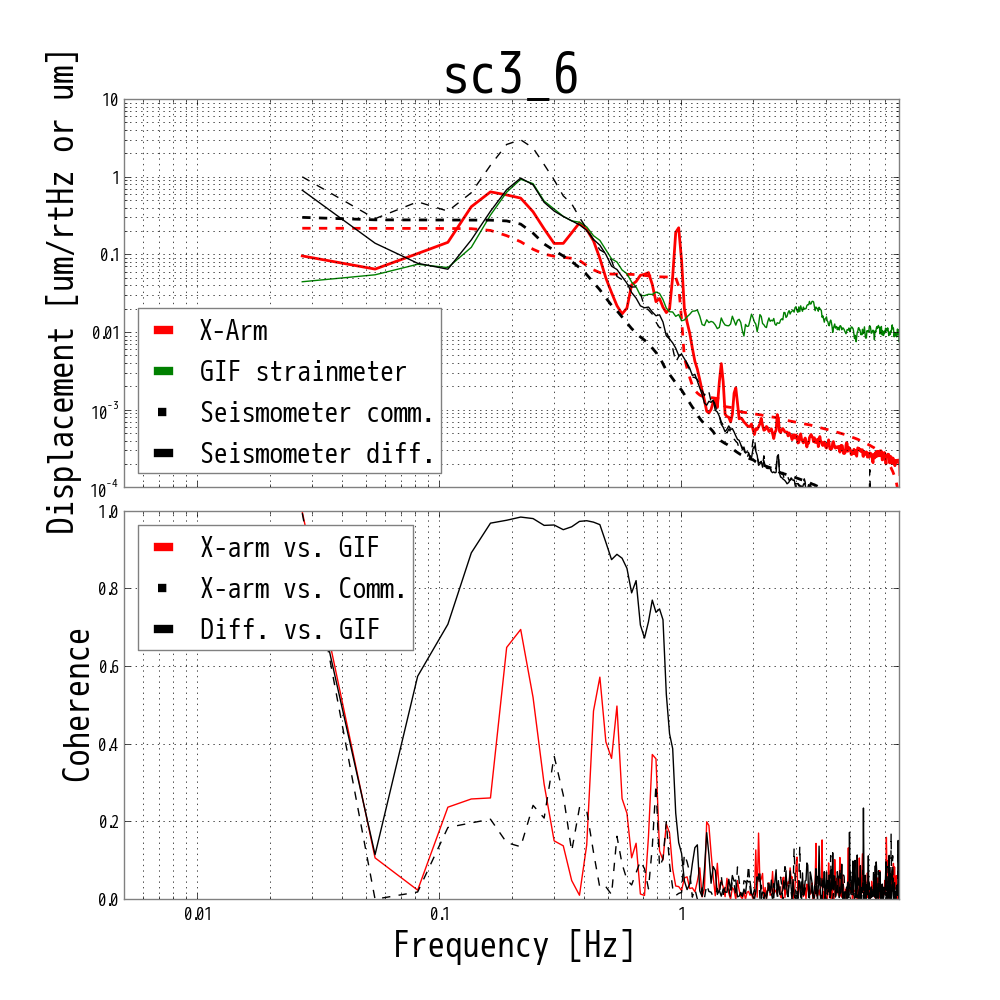 sc3_6
Displacement [um/rtHz or um]
10
1
0.1
0.01
10^-3
10^-4
X-Arm
GIF strainmeter
Seismometer comm.
Seismometer diff.
Coherence
1.0
0.8
0.6
0.4
0.2
0.0
X-arm vs. GIF
X-arm vs. Comm.
Diff. vs. GIF
0.01 0.1 1
Frequency [Hz]